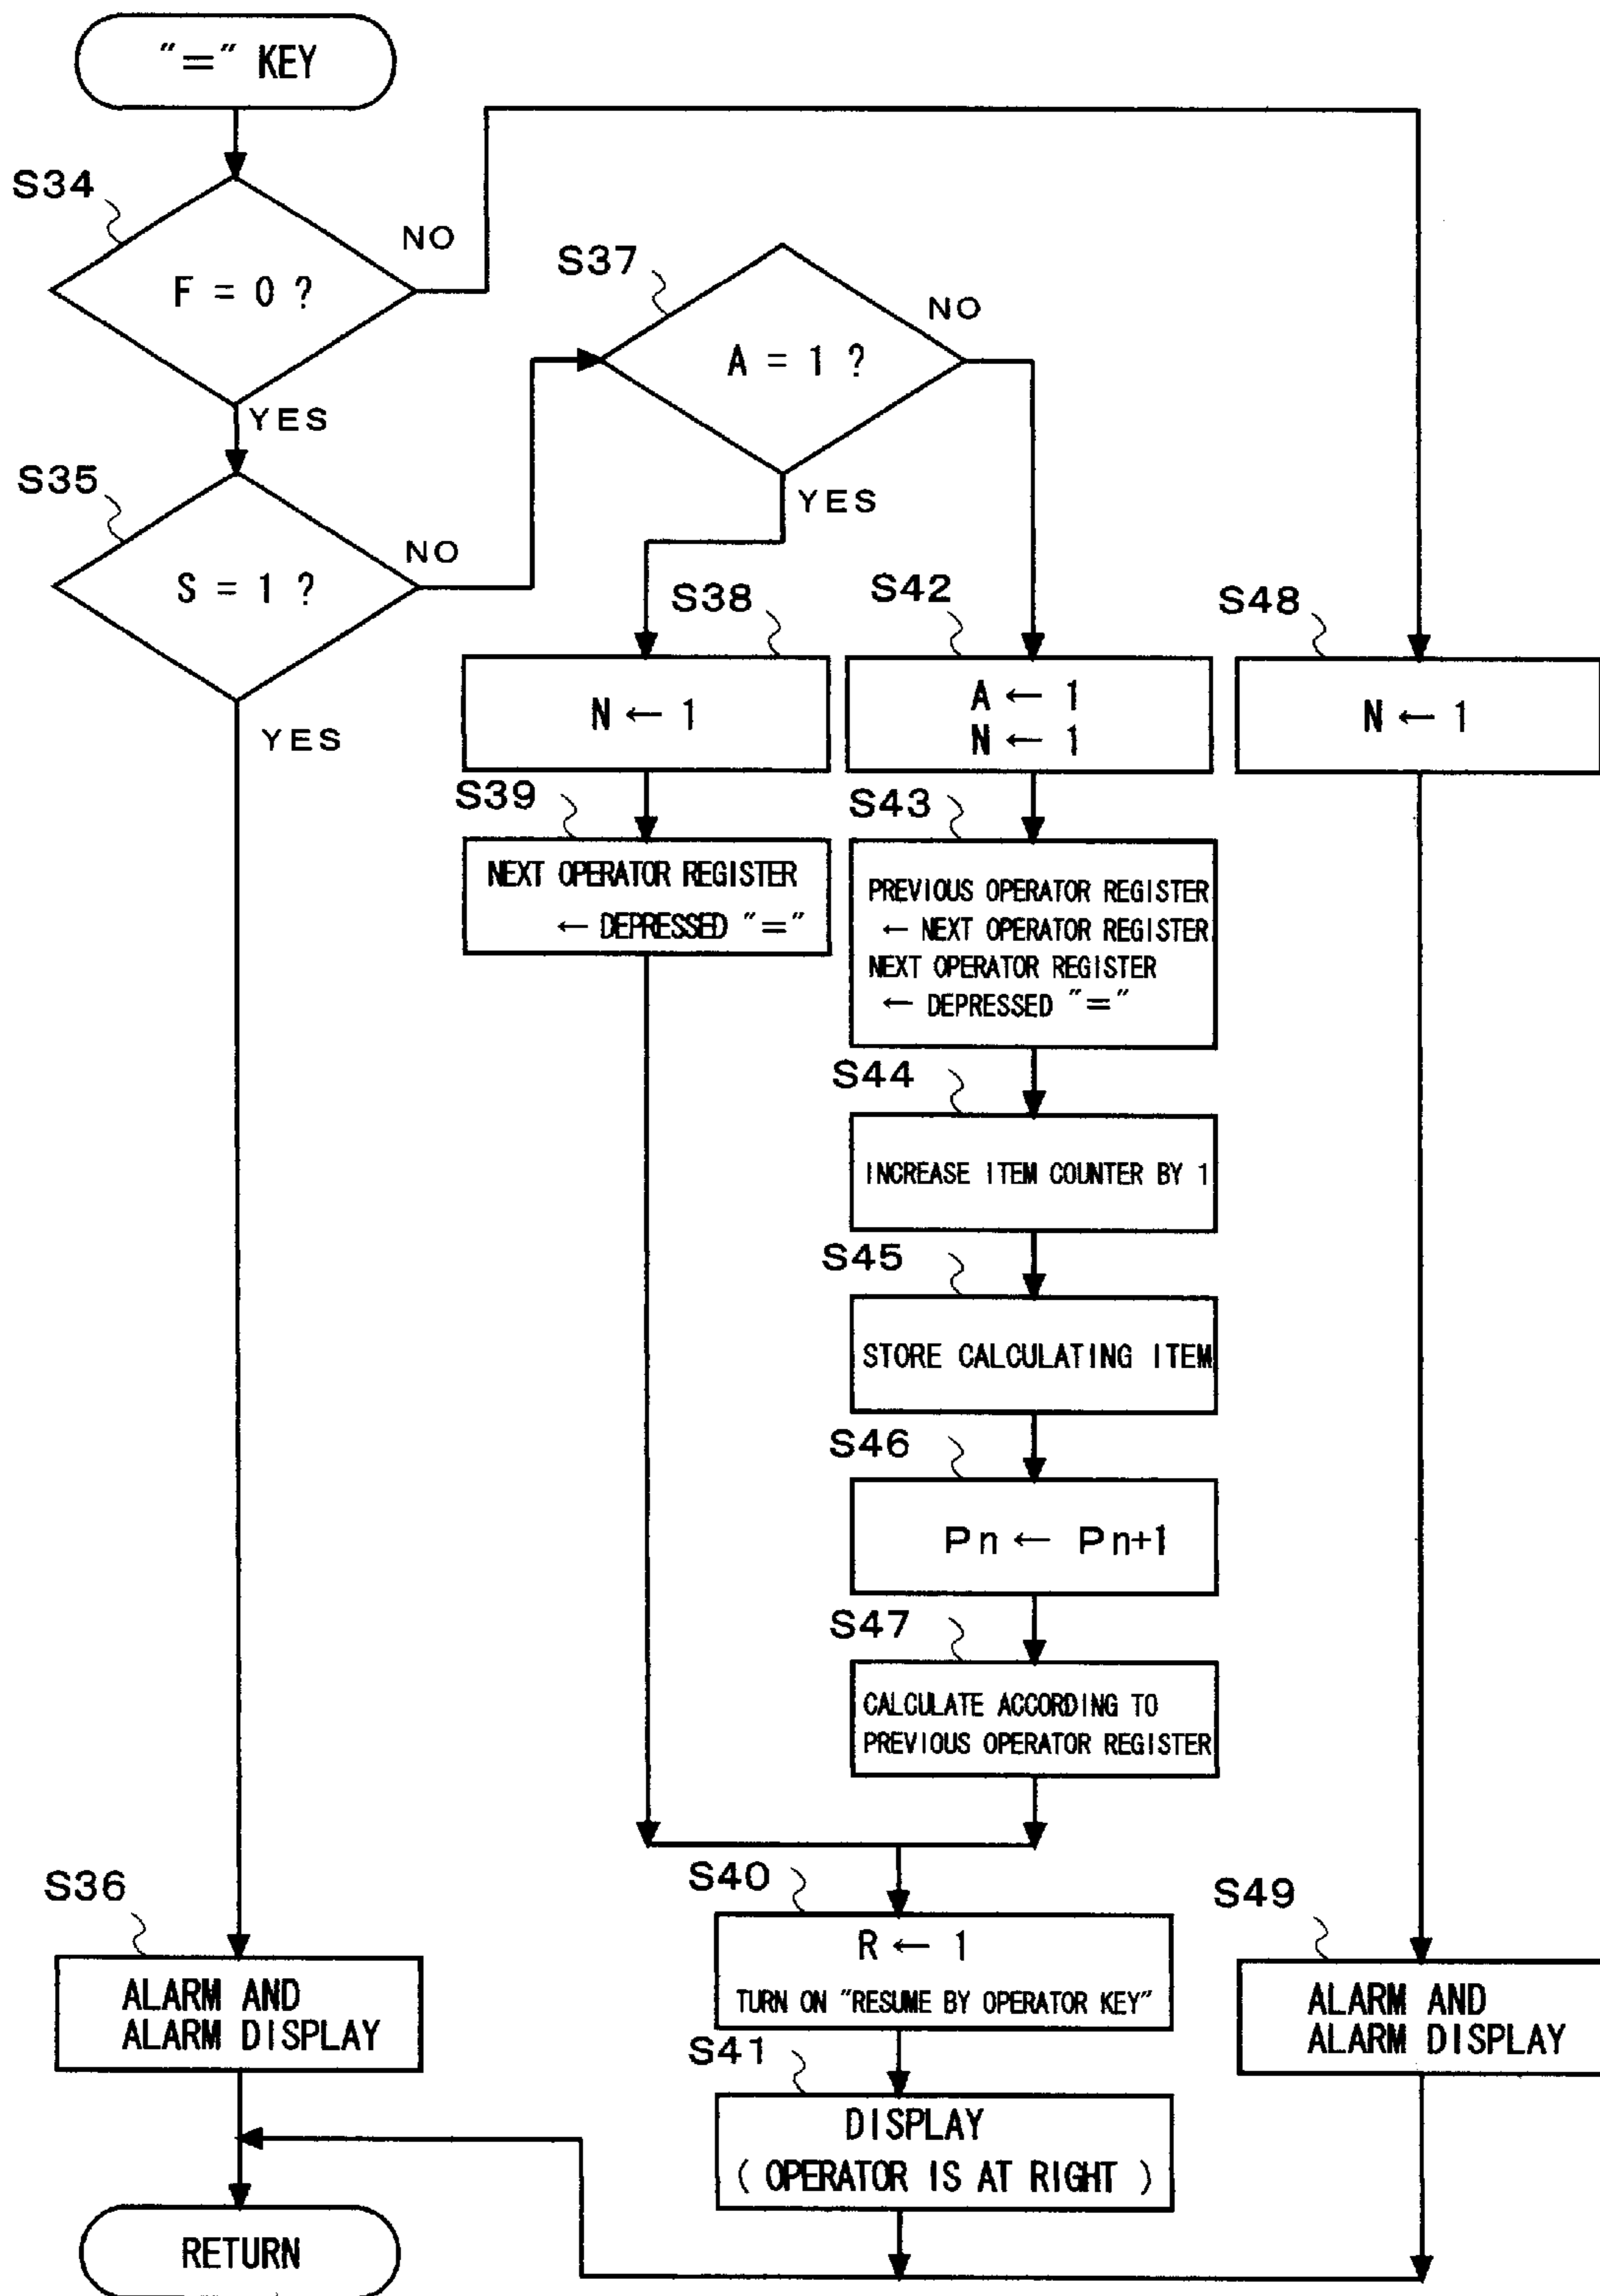 "=" KEY
S34
F = 0 ?
NO
YES
S35
S = 1 ?
NO
YES
S37
A = 1 ?
NO
YES
S38
N ← 1
S42
A ← 1
N ← 1
S48
N ← 1
S39
NEXT OPERATOR REGISTER
← DEPRESSED "="
S43
PREVIOUS OPERATOR REGISTER
← NEXT OPERATOR REGISTER
NEXT OPERATOR REGISTER
← DEPRESSED "="
S44
INCREASE ITEM COUNTER BY 1
S45
STORE CALCULATING ITEM
S46
Pn ← Pn+1
S47
CALCULATE ACCORDING TO
PREVIOUS OPERATOR REGISTER
S36
ALARM AND
ALARM DISPLAY
S40
R ← 1
TURN ON "RESUME BY OPERATOR KEY"
S49
ALARM AND
ALARM DISPLAY
S41
DISPLAY
( OPERATOR IS AT RIGHT )
RETURN